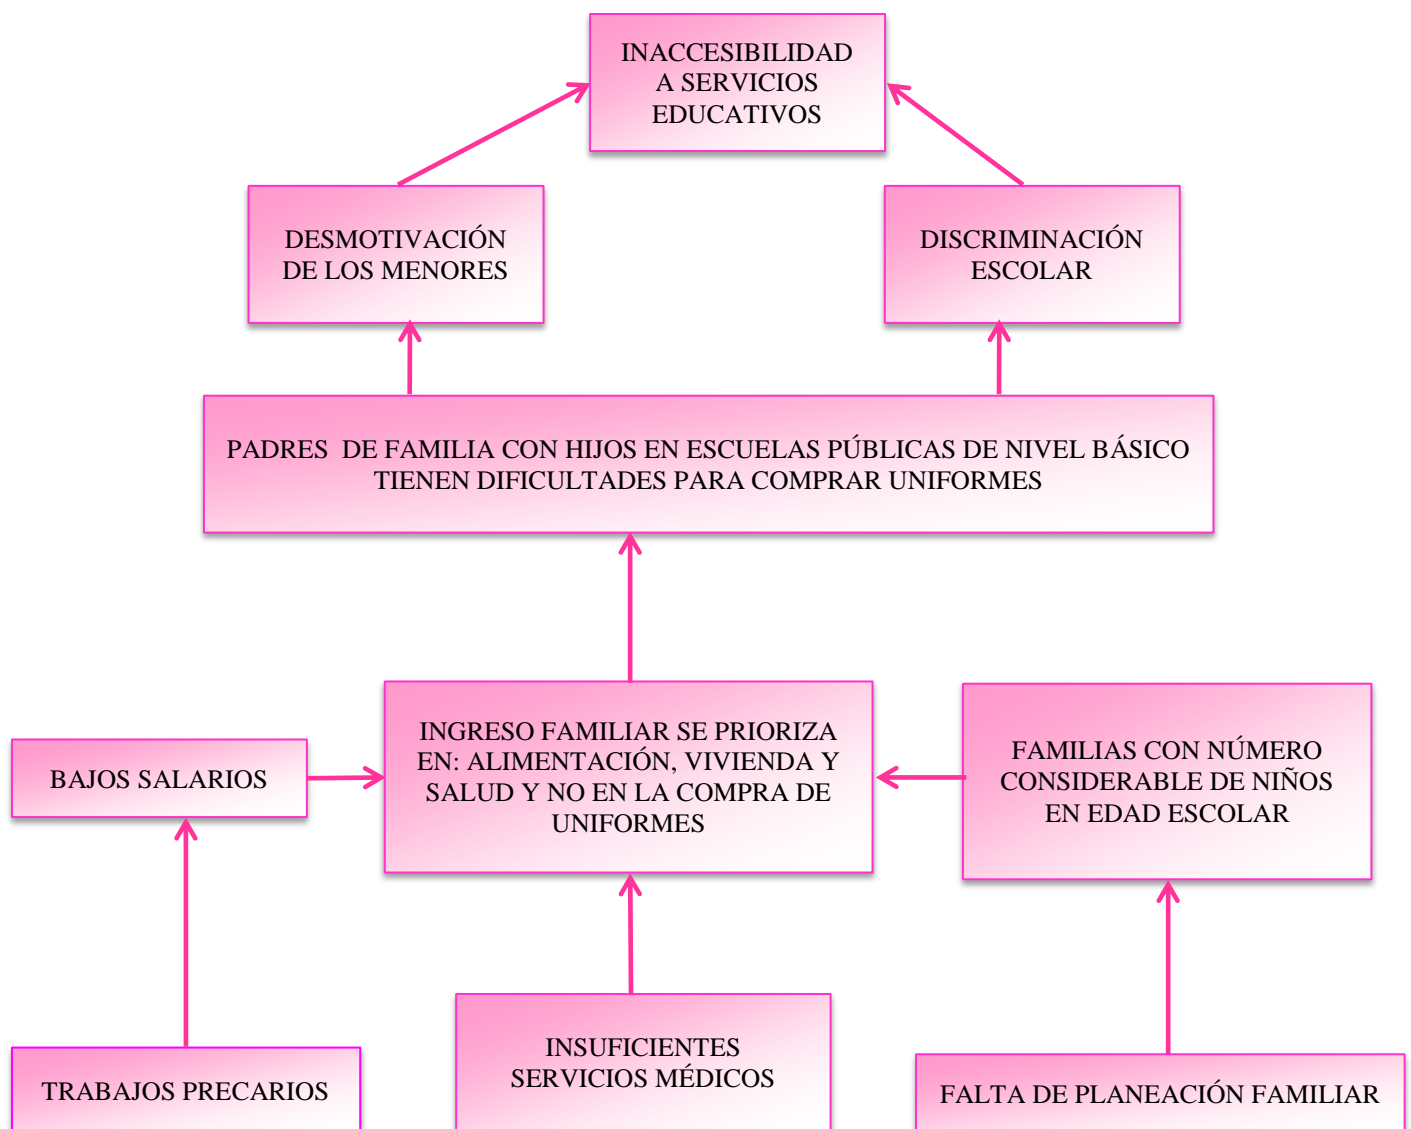 INACCESIBILIDAD
A SERVICIOS
EDUCATIVOS
DESMOTIVACIÓN
DE LOS MENORES
DISCRIMINACIÓN
ESCOLAR
PADRES DE FAMILIA CON HIJOS EN ESCUELAS PÚBLICAS DE NIVEL BÁSICO
TIENEN DIFICULTADES PARA COMPRAR UNIFORMES
BAJOS SALARIOS
INGRESO FAMILIAR SE PRIORIZA
EN: ALIMENTACIÓN, VIVIENDA Y
SALUD Y NO EN LA COMPRA DE
UNIFORMES
FAMILIAS CON NÚMERO
CONSIDERABLE DE NIÑOS
EN EDAD ESCOLAR
TRABAJOS PRECARIOS
INSUFICIENTES
SERVICIOS MÉDICOS
FALTA DE PLANEACIÓN FAMILIAR